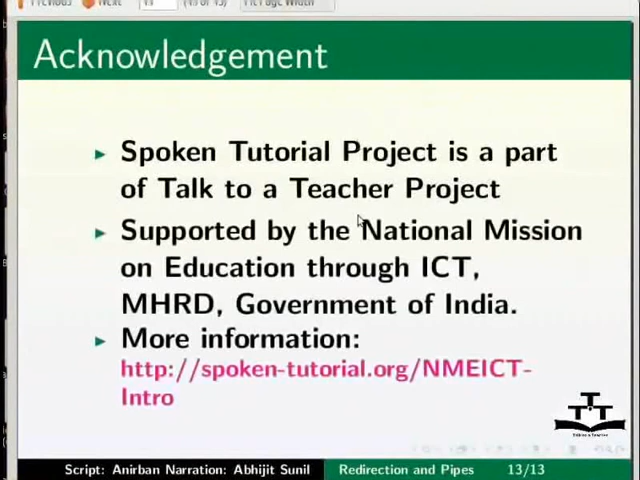 Acknowledgement
Spoken Tutorial Project is a part
of Talk to a Teacher Project
Supported by the National Mission
on Education through ICT,
MHRD, Government of India.
More information:
http://spoken-tutorial.org/NMEICT-
Intro
Script: Anirban Narration: Abhijit Sunil Redirection and Pipes 13/13